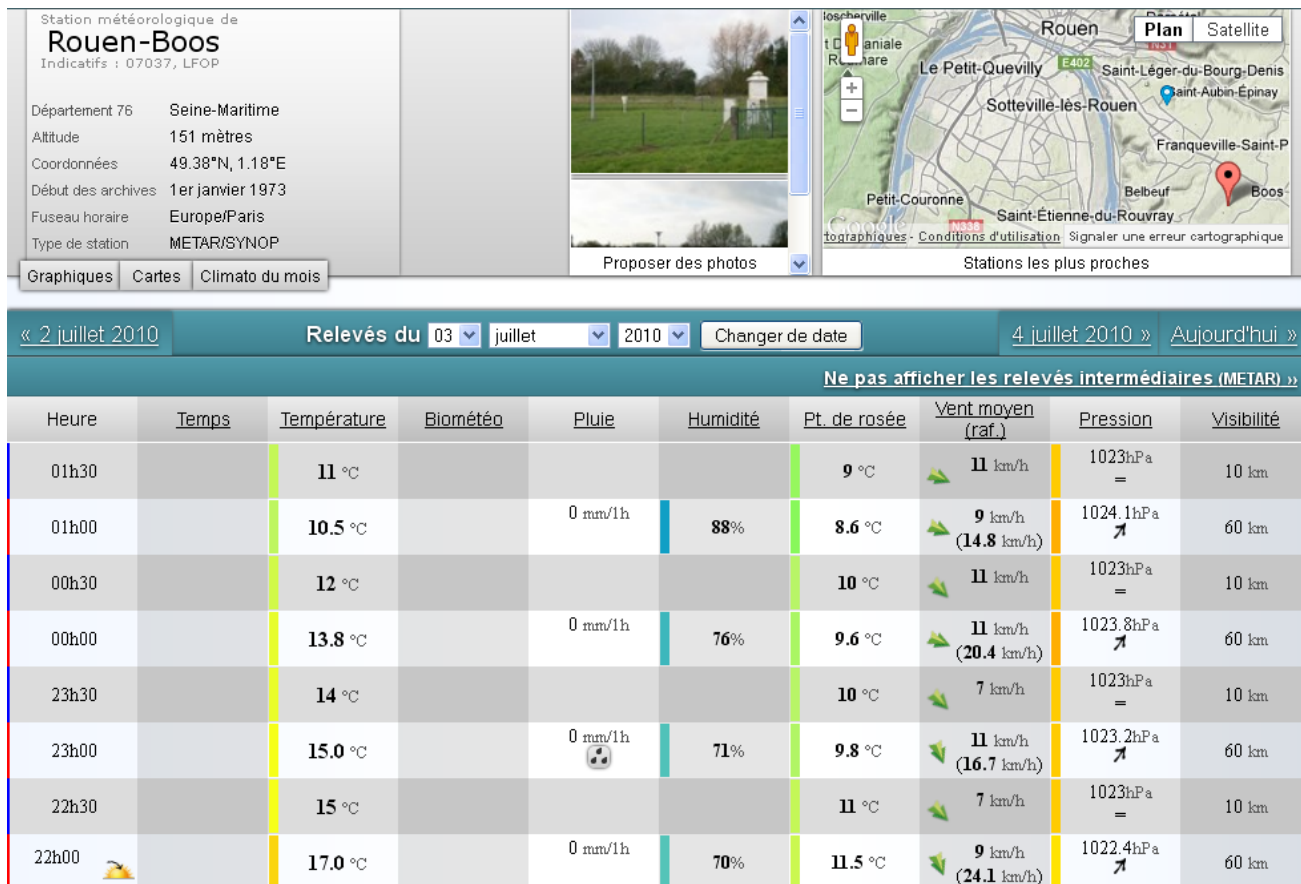 Station météorologique de
Rouen-Boos
Indicatifs : 07037, LFOP
Département 76 Seine-Maritime
Altitude 151 mètres
Coordonnées 49.38°N, 1.18°E
Début des archives 1er janvier 1973
Fuseau horaire Europe/Paris
Type de station METAR/SYNOP
Graphiques Cartes Climato du mois
Proposer des photos
Rouen
Plan Satellite
N31
Le Petit-Quevilly E402 Saint-Léger-du-Bourg-Denis
Saint-Aubin-Épinay
Sotteville-lès-Rouen
Franqueville-Saint-P
Belbeuf Boos
Petit-Couronne
Saint-Étienne-du-Rouvray
Google N338
tographiques - Conditions d'utilisation Signaler une erreur cartographique
Stations les plus proches
« 2 juillet 2010 Relevés du 03 juillet 2010 Changer de date 4 juillet 2010 » Aujourd'hui »
Ne pas afficher les relevés intermédiaires (METAR) »
Heure Temps Température Biométéo Pluie Humidité Pt. de rosée Vent moyen (raf.) Pression Visibilité
01h30 11 °C 9 °C 11 km/h 1023hPa = 10 km
01h00 10.5 °C 0 mm/1h 88% 8.6 °C 9 km/h (14.8 km/h) 1024.1hPa 60 km
00h30 12 °C 10 °C 11 km/h 1023hPa = 10 km
00h00 13.8 °C 0 mm/1h 76% 9.6 °C 11 km/h (20.4 km/h) 1023.8hPa 60 km
23h30 14 °C 10 °C 7 km/h 1023hPa = 10 km
23h00 15.0 °C 0 mm/1h 71% 9.8 °C 11 km/h (16.7 km/h) 1023.2hPa 60 km
22h30 15 °C 11 °C 7 km/h 1023hPa = 10 km
22h00 17.0 °C 0 mm/1h 70% 11.5 °C 9 km/h (24.1 km/h) 1022.4hPa 60 km